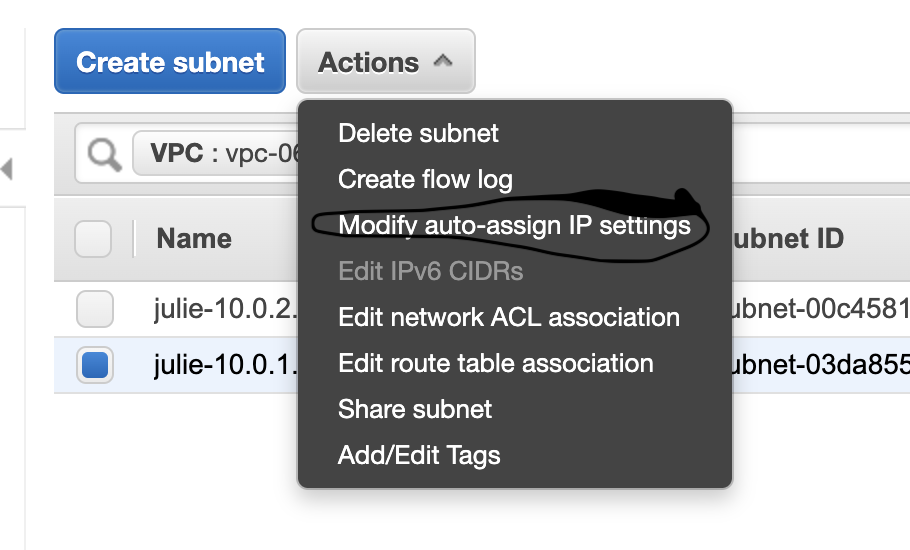 Create subnet Actions
VPC : vpc-06
Delete subnet
Create flow log
Modify auto-assign IP settings
Edit IPv6 CIDRs
Edit network ACL association
Edit route table association
Share subnet
Add/Edit Tags
Name ubnet ID
julie-10.0.2. ubnet-00c4581
julie-10.0.1. ubnet-03da855